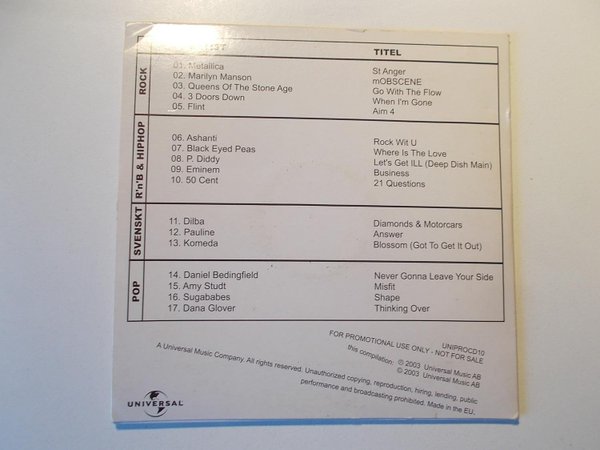 TITEL
ROCK
01. Metallica St Anger
02. Marilyn Manson mOBSCENE
03. Queens Of The Stone Age Go With The Flow
04. 3 Doors Down When I'm Gone
05. Flint Aim 4
R'n'B & HIPHOP
06. Ashanti Rock Wit U
07. Black Eyed Peas Where Is The Love
08. P. Diddy Let's Get ILL (Deep Dish Main)
09. Eminem Business
10. 50 Cent 21 Questions
SVENSKT
11. Dilba Diamonds & Motorcars
12. Pauline Answer
13. Komeda Blossom (Got To Get It Out)
POP
14. Daniel Bedingfield Never Gonna Leave Your Side
15. Amy Studt Misfit
16. Sugababes Shape
17. Dana Glover Thinking Over
UNIPROCD10
FOR PROMOTIONAL USE ONLY - NOT FOR SALE
this compilation: ℗ 2003 Universal Music AB
© 2003 Universal Music AB
A Universal Music Company. All rights reserved. Unauthorized copying, reproduction, hiring, lending, public
performance and broadcasting prohibited. Made in the EU.
UNIVERSAL